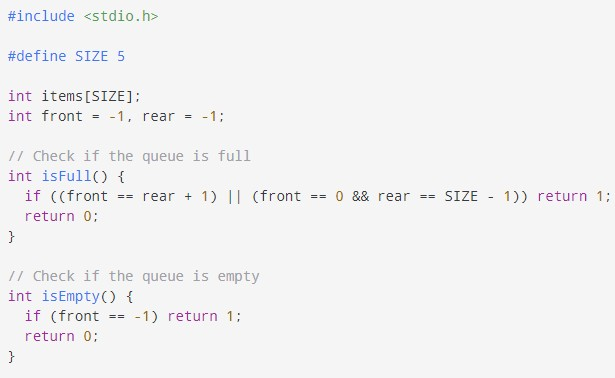 #include <stdio.h>

#define SIZE 5

int items[SIZE];
int front = -1, rear = -1;

// Check if the queue is full
int isFull() {
  if ((front == rear + 1) || (front == 0 && rear == SIZE - 1)) return 1;
  return 0;
}

// Check if the queue is empty
int isEmpty() {
  if (front == -1) return 1;
  return 0;
}